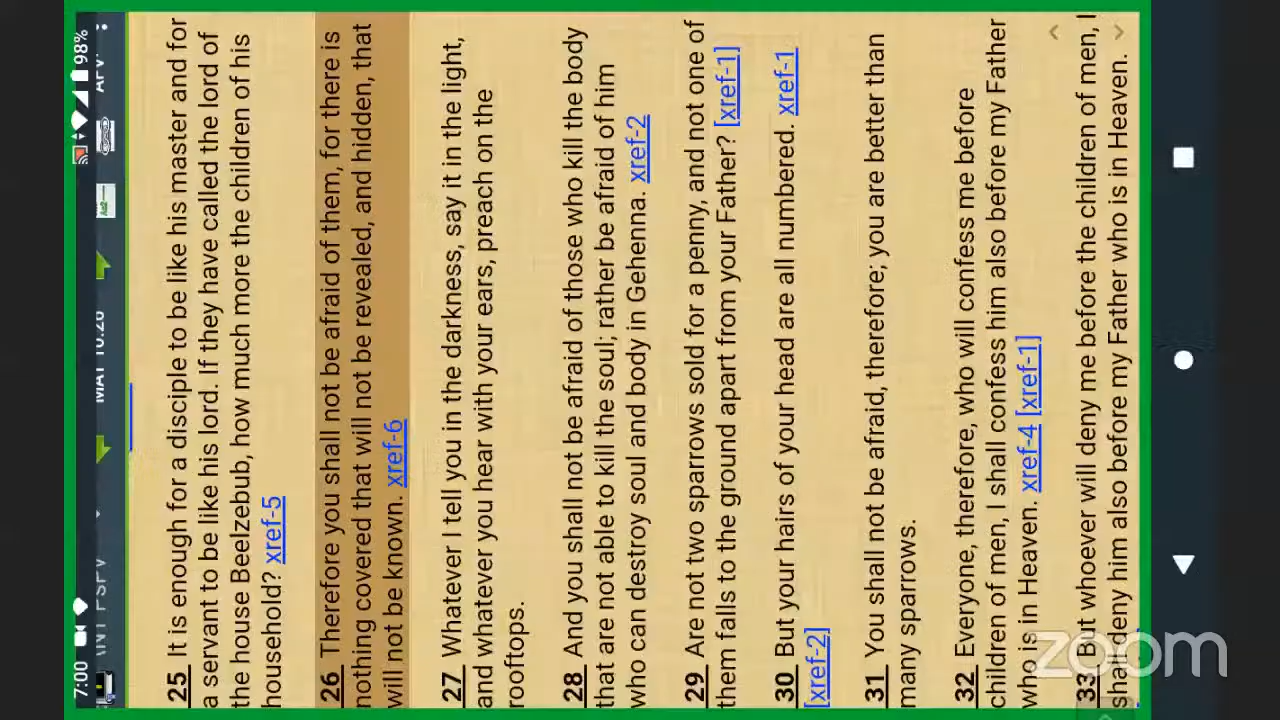 7:00
98%
MAT 10:26
25 It is enough for a disciple to be like his master and for
a servant to be like his lord. If they have called the lord of
the house Beelzebub, how much more the children of his
household? xref-5
26 Therefore you shall not be afraid of them, for there is
nothing covered that will not be revealed, and hidden, that
will not be known. xref-6
27 Whatever I tell you in the darkness, say it in the light,
and whatever you hear with your ears, preach on the
rooftops.
28 And you shall not be afraid of those who kill the body
that are not able to kill the soul; rather be afraid of him
who can destroy soul and body in Gehenna. xref-2
29 Are not two sparrows sold for a penny, and not one of
them falls to the ground apart from your Father? [xref-1]
30 But your hairs of your head are all numbered. xref-1
[xref-2]
31 You shall not be afraid, therefore; you are better than
many sparrows.
32 Everyone, therefore, who will confess me before
children of men, I shall confess him also before my Father
who is in Heaven. xref-4 [xref-1]
33 But whoever will deny me before the children of men, I
shall deny him also before my Father who is in Heaven.
zoom